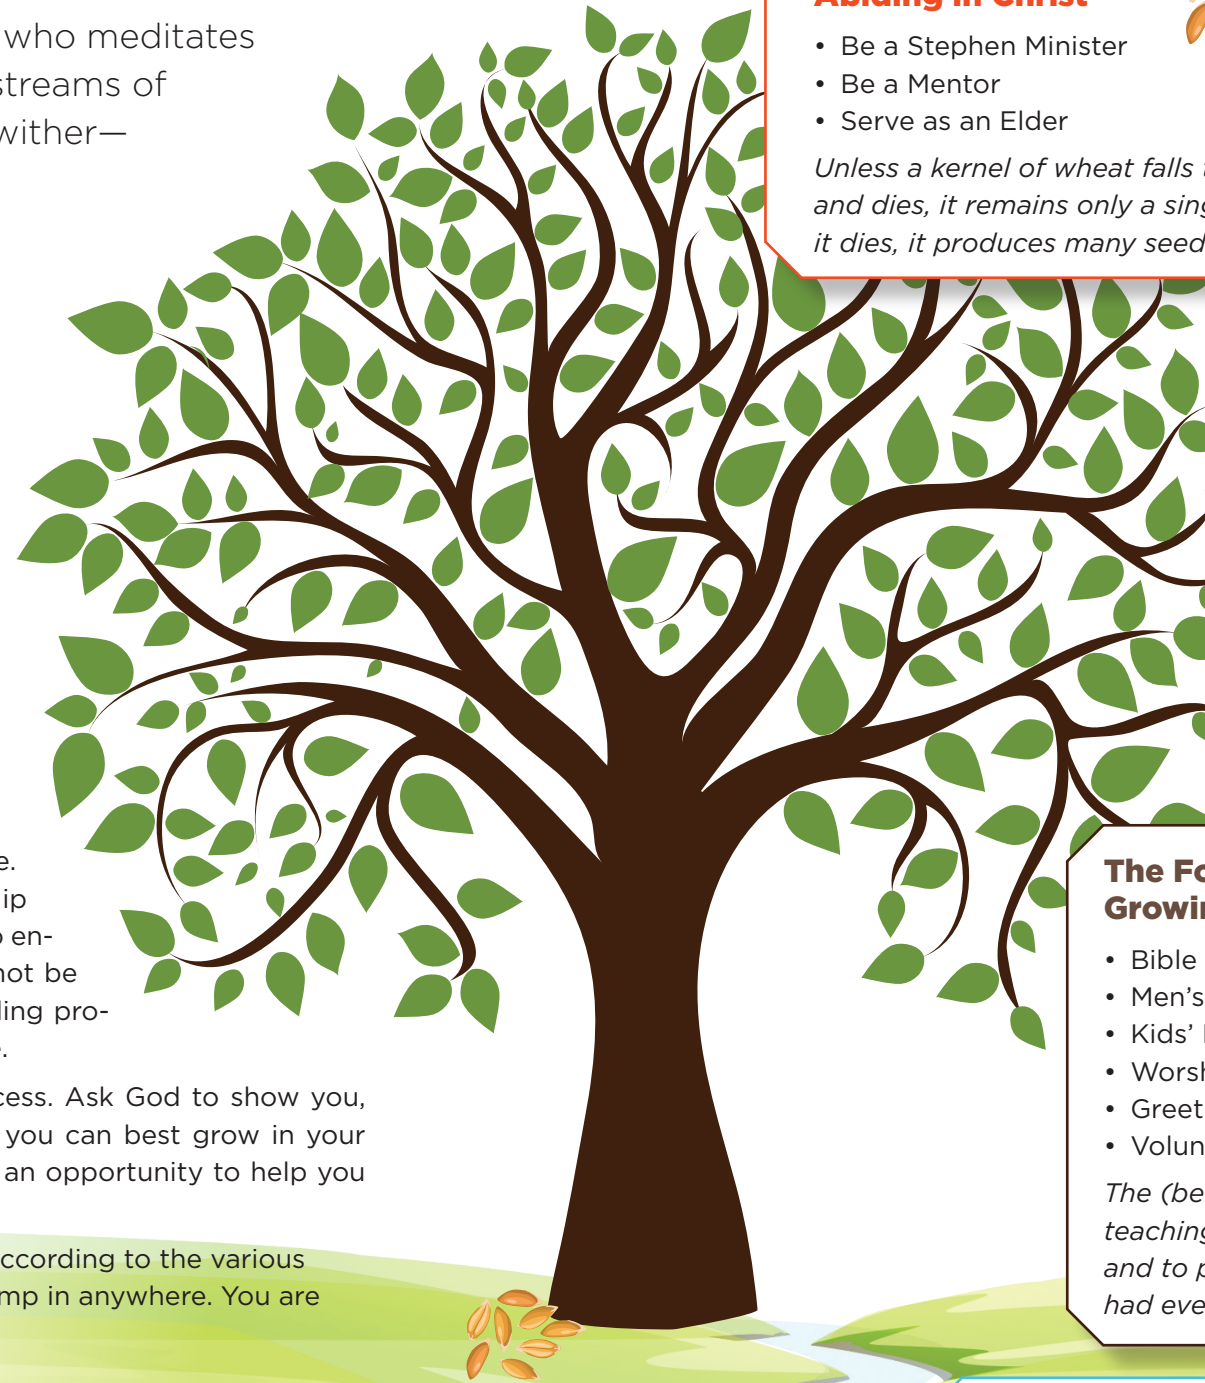 who meditates
streams of
wither—
Abiding in Christ
• Be a Stephen Minister
• Be a Mentor
• Serve as an Elder
Unless a kernel of wheat falls
and dies, it remains only a sing
it dies, it produces many seed
e.
ip
o en-
not be
ling pro-
e.
cess. Ask God to show you,
you can best grow in your
an opportunity to help you
ccording to the various
mp in anywhere. You are
The Fo
Growin
• Bible
• Men's
• Kids'
• Worsh
• Greet
• Volun
The (be
teaching
and to p
had eve